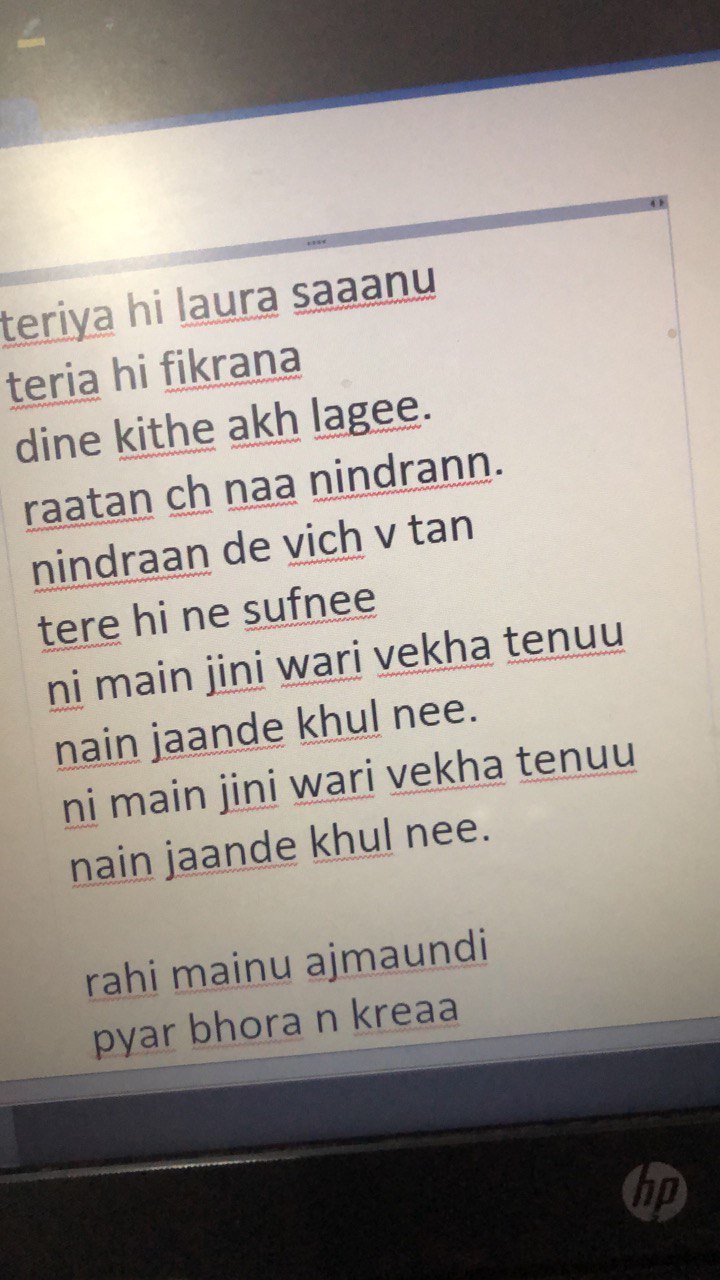 teriya hi laura saaanu
teria hi fikrana
dine kithe akh lagee.
raatan ch naa nindrann.
nindraan de vich v tan
tere hi ne sufnee
ni main jini wari vekha tenuu
nain jaande khul nee.
ni main jini wari vekha tenuu
nain jaande khul nee.
rahi mainu ajmaundi
pyar bhora n kreaa
hp